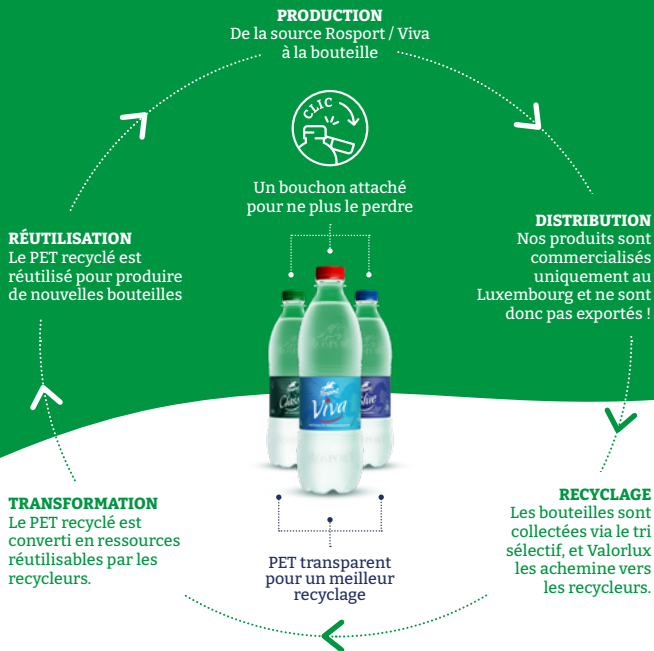 PRODUCTION
De la source Rosport / Viva
à la bouteille
CLIC
Un bouchon attaché
pour ne plus le perdre
DISTRIBUTION
Nos produits sont
commercialisés
uniquement au
Luxembourg et ne sont
donc pas exportés !
RÉUTILISATION
Le PET recyclé est
réutilisé pour produire
de nouvelles bouteilles
Viva
ROSPORT
RECYCLAGE
Les bouteilles sont
collectées via le tri
sélectif, et Valorlux
les achemine vers
les recycleurs.
TRANSFORMATION
Le PET recyclé est
converti en ressources
réutilisables par les
recycleurs.
PET transparent
pour un meilleur
recyclage